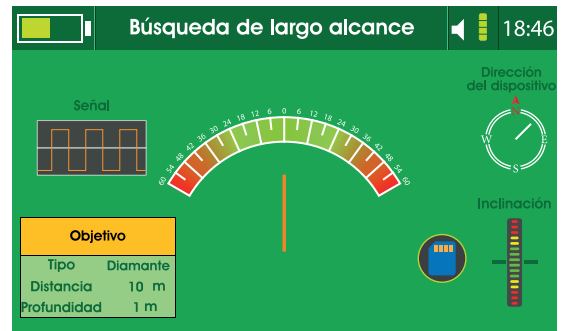 Búsqueda de largo alcance
18:46
Señal
60 54 48 42 36 30 24 18 12 6 0 6 12 18 24 30 36 42 48 54 60
Dirección
del dispositivo
N
W E
S
Inclinación
Objetivo
Tipo Diamante
Distancia 10 m
Profundidad 1 m